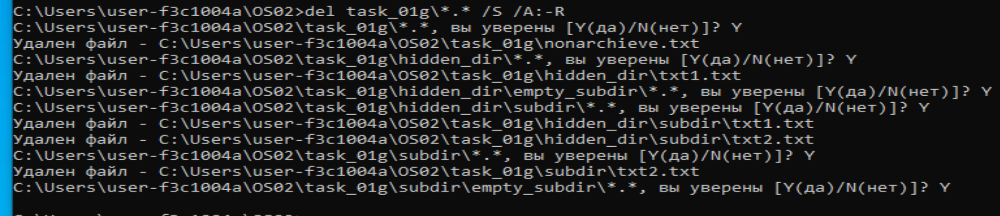 C:\Users\user-f3c1004a\OS02>del task_01g\*.* /S /A:-R
C:\Users\user-f3c1004a\OS02\task_01g\*.*, вы уверены [Y(да)/N(нет)]? Y
Удален файл - C:\Users\user-f3c1004a\OS02\task_01g\nonarchieve.txt
C:\Users\user-f3c1004a\OS02\task_01g\hidden_dir\*.*, вы уверены [Y(да)/N(нет)]? Y
Удален файл - C:\Users\user-f3c1004a\OS02\task_01g\hidden_dir\txt1.txt
C:\Users\user-f3c1004a\OS02\task_01g\hidden_dir\empty_subdir\*.*, вы уверены [Y(да)/N(нет)]? Y
C:\Users\user-f3c1004a\OS02\task_01g\hidden_dir\subdir\*.*, вы уверены [Y(да)/N(нет)]? Y
Удален файл - C:\Users\user-f3c1004a\OS02\task_01g\hidden_dir\subdir\txt1.txt
Удален файл - C:\Users\user-f3c1004a\OS02\task_01g\hidden_dir\subdir\txt2.txt
C:\Users\user-f3c1004a\OS02\task_01g\subdir\*.*, вы уверены [Y(да)/N(нет)]? Y
Удален файл - C:\Users\user-f3c1004a\OS02\task_01g\subdir\txt2.txt
C:\Users\user-f3c1004a\OS02\task_01g\subdir\empty_subdir\*.*, вы уверены [Y(да)/N(нет)]? Y